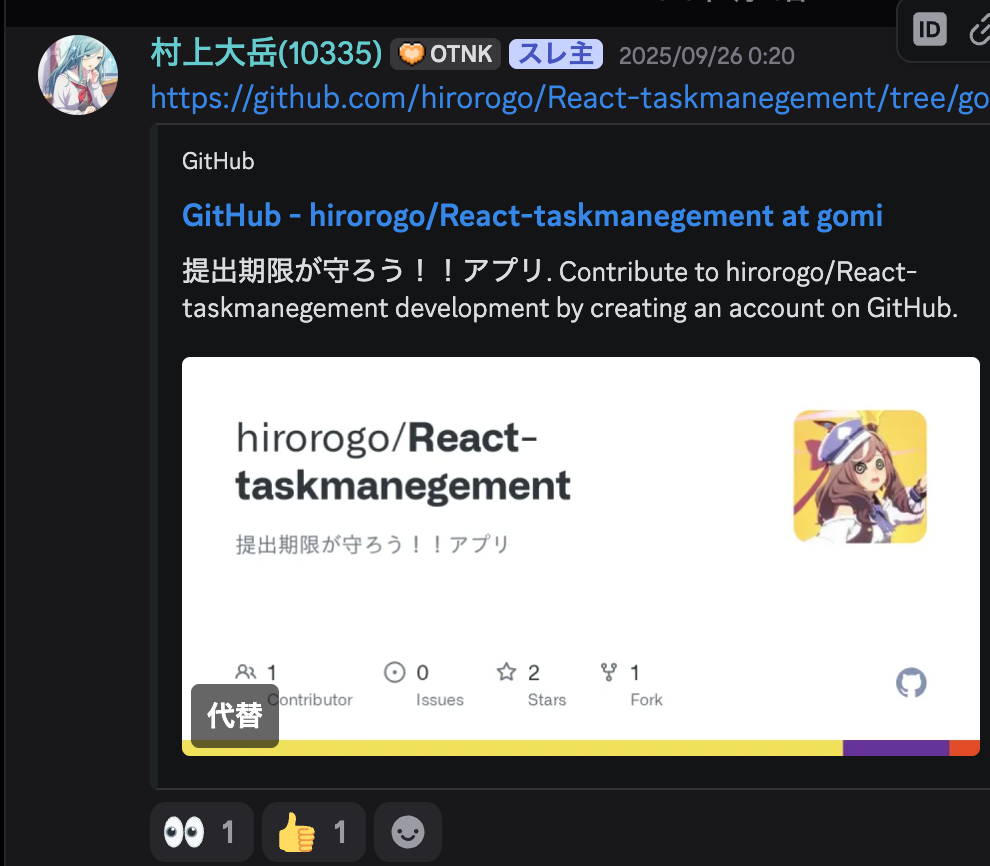 ID
村上大岳(10335) OTNK スレ主 2025/09/26 0:20
https://github.com/hirorogo/React-taskmanegement/tree/go
GitHub
GitHub - hirorogo/React-taskmanegement at gomi
提出期限が守ろう！！アプリ. Contribute to hirorogo/React-
taskmanegement development by creating an account on GitHub.
hirorogo/React-
taskmanegement
提出期限が守ろう！！アプリ
1 0 2 1
Contributor Issues Stars Fork
代替
1 1